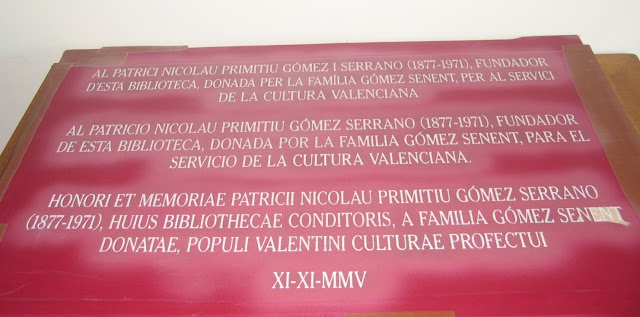 AL PATRICI NICOLAU PRIMITIU GÓMEZ I SERRANO (1877-1971), FUNDADOR
D'ESTA BIBLIOTECA, DONADA PER LA FAMÍLIA GÓMEZ SENENT, PER AL SERVICI
DE LA CULTURA VALENCIANA
AL PATRICIO NICOLAU PRIMITIU GÓMEZ SERRANO (1877-1971), FUNDADOR
DE ESTA BIBLIOTECA, DONADA POR LA FAMILIA GÓMEZ SENENT, PARA EL
SERVICIO DE LA CULTURA VALENCIANA.
HONORI ET MEMORIAE PATRICII NICOLAU PRIMITIU GÓMEZ SERRANO
(1877-1971), HUIUS BIBLIOTHECAE CONDITORIS, A FAMILIA GÓMEZ SENENT
DONATAE, POPULI VALENTINI CULTURAE PROFECTUI
XI-XI-MMV